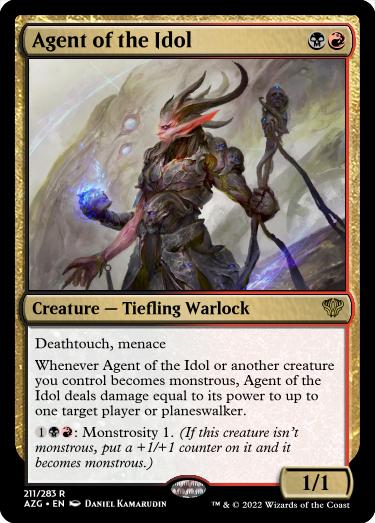 Agent of the Idol
Creature — Tiefling Warlock
Deathtouch, menace
Whenever Agent of the Idol or another creature
you control becomes monstrous, Agent of the
Idol deals damage equal to its power to up to
one target player or planeswalker.
1: Monstrosity 1. (If this creature isn't
monstrous, put a +1/+1 counter on it and it
becomes monstrous.)
1/1
211/283 R
AZG • EN DANIEL KAMARUDIN
™ & © 2022 Wizards of the Coast